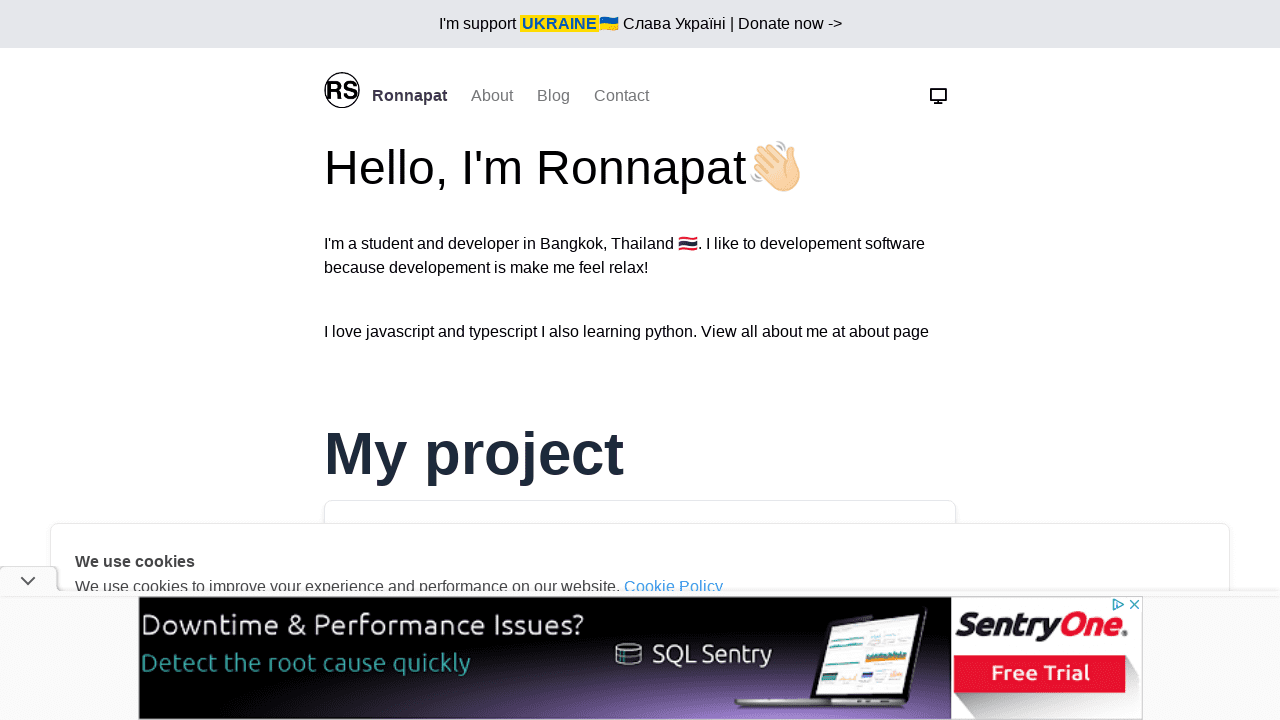 I'm support UKRAINE🇺🇦 Слава Україні | Donate now ->
RS Ronnapat About Blog Contact
Hello, I'm Ronnapat👋🏻
I'm a student and developer in Bangkok, Thailand 🇹🇭. I like to developement software
because developement is make me feel relax!
I love javascript and typescript I also learning python. View all about me at about page
My project
We use cookies
We use cookies to improve your experience and performance on our website. Cookie Policy
Downtime & Performance Issues?
Detect the root cause quickly
SQL Sentry
SentryOne.
Free Trial